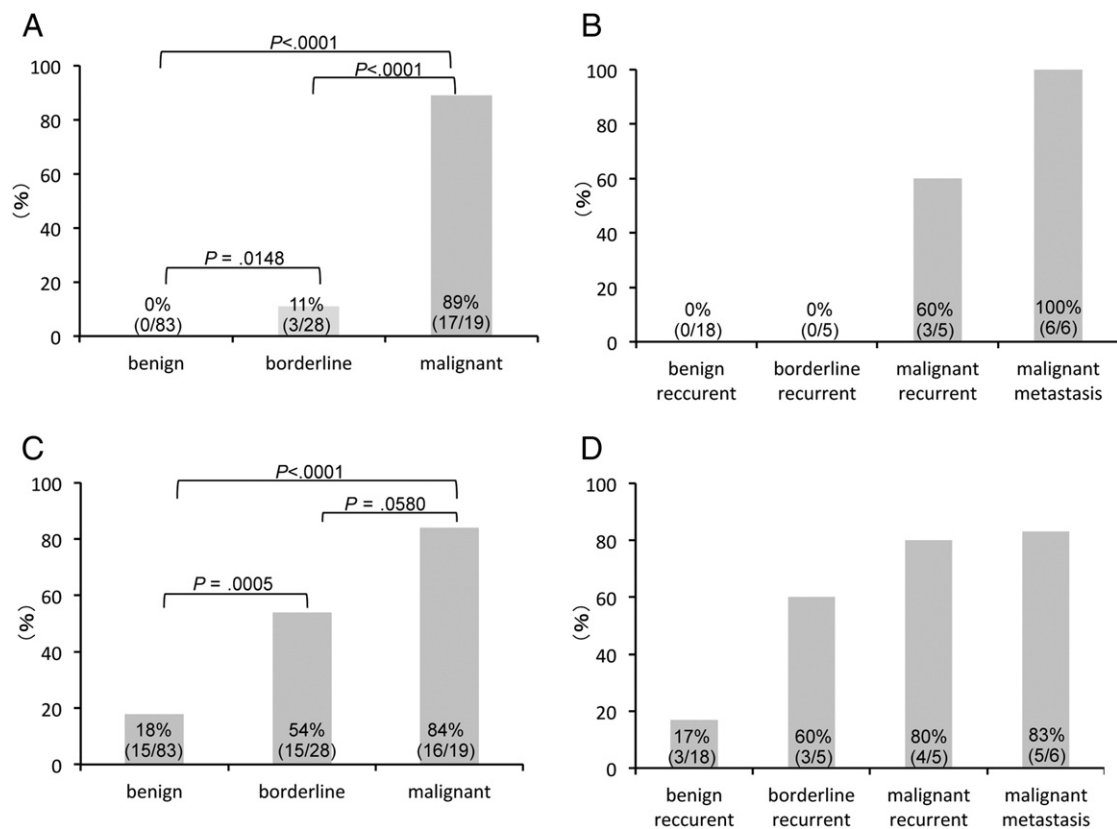 A
P<.0001
P<.0001
100
80
60
40
20
0
(%)
P = .0148
0%
(0/83)
11%
(3/28)
89%
(17/19)
benign
borderline
malignant
B
100
80
60
40
20
0
(%)
0%
(0/18)
0%
(0/5)
60%
(3/5)
100%
(6/6)
benign
reccurent
borderline
recurrent
malignant
recurrent
malignant
metastasis
C
P<.0001
P = .0580
P = .0005
100
80
60
40
20
0
(%)
18%
(15/83)
54%
(15/28)
84%
(16/19)
benign
borderline
malignant
D
100
80
60
40
20
0
(%)
17%
(3/18)
60%
(3/5)
80%
(4/5)
83%
(5/6)
benign
reccurent
borderline
recurrent
malignant
recurrent
malignant
metastasis